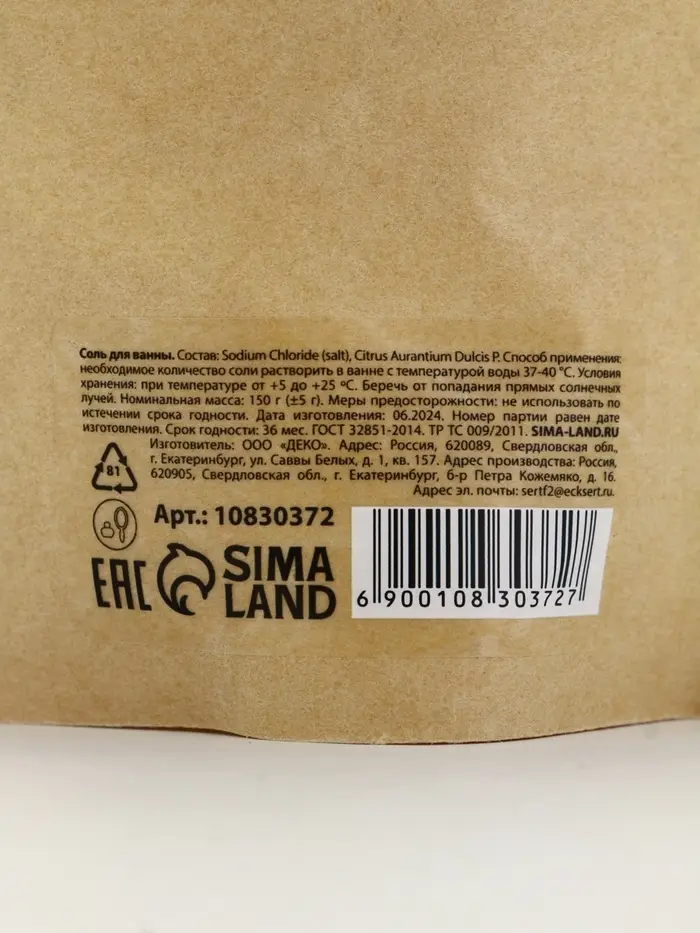 Соль для ванны. Состав: Sodium Chloride (salt), Citrus Aurantium Dulcis P. Способ применения:
необходимое количество соли растворить в ванне с температурой воды 37-40 °C. Условия
хранения: при температуре от +5 до +25 ºC. Беречь от попадания прямых солнечных
лучей. Номинальная масса: 150 г (±5 г). Меры предосторожности: не использовать по
истечении срока годности. Дата изготовления: 06.2024. Номер партии равен дате
изготовления. Срок годности: 36 мес. ГОСТ 32851-2014. ТР ТС 009/2011. SIMA-LAND.RU
Изготовитель: ООО «ДЕКО». Адрес: Россия, 620089, Свердловская обл.,
г. Екатеринбург, ул. Саввы Белых, д. 1, кв. 157. Адрес производства: Россия,
620905, Свердловская обл., г. Екатеринбург, б-р Петра Кожемяко, д. 16.
Адрес эл. почты: sertf2@ecksert.ru.
81
Арт.: 10830372
EAC
SIMA
LAND
6 900108 303727